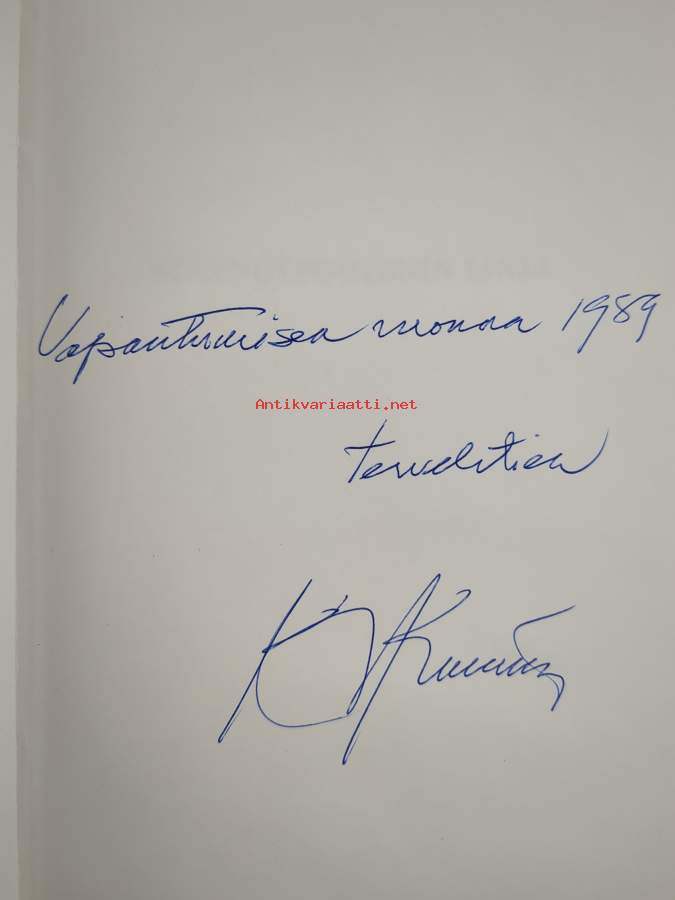 Vapautumisen vuonna 1989
Antikvariaatti.net
tervehtien